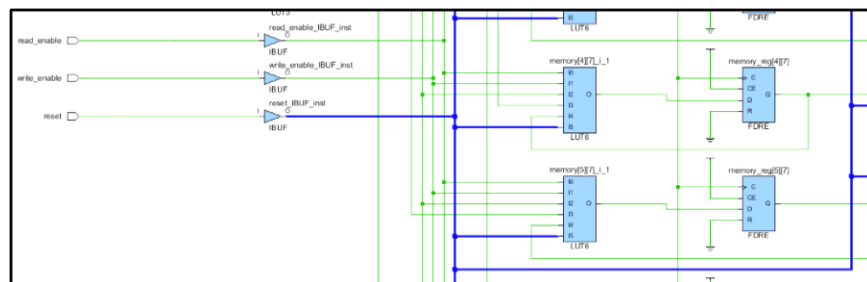 LUT5
read_enable
I
read_enable_IBUF_inst
O
IBUF
write_enable
I
write_enable_IBUF_inst
O
IBUF
reset
I
reset_IBUF_inst
O
IBUF
I5
LUT6
FDRE
memory[4][7]_i_1
I0
I1
I2
I3
I4
I5
O
LUT6
memory_reg[4][7]
C
CE
D
R
Q
FDRE
memory[5][7]_i_1
I0
I1
I2
I3
I4
I5
O
LUT6
memory_reg[5][7]
C
CE
D
R
Q
FDRE